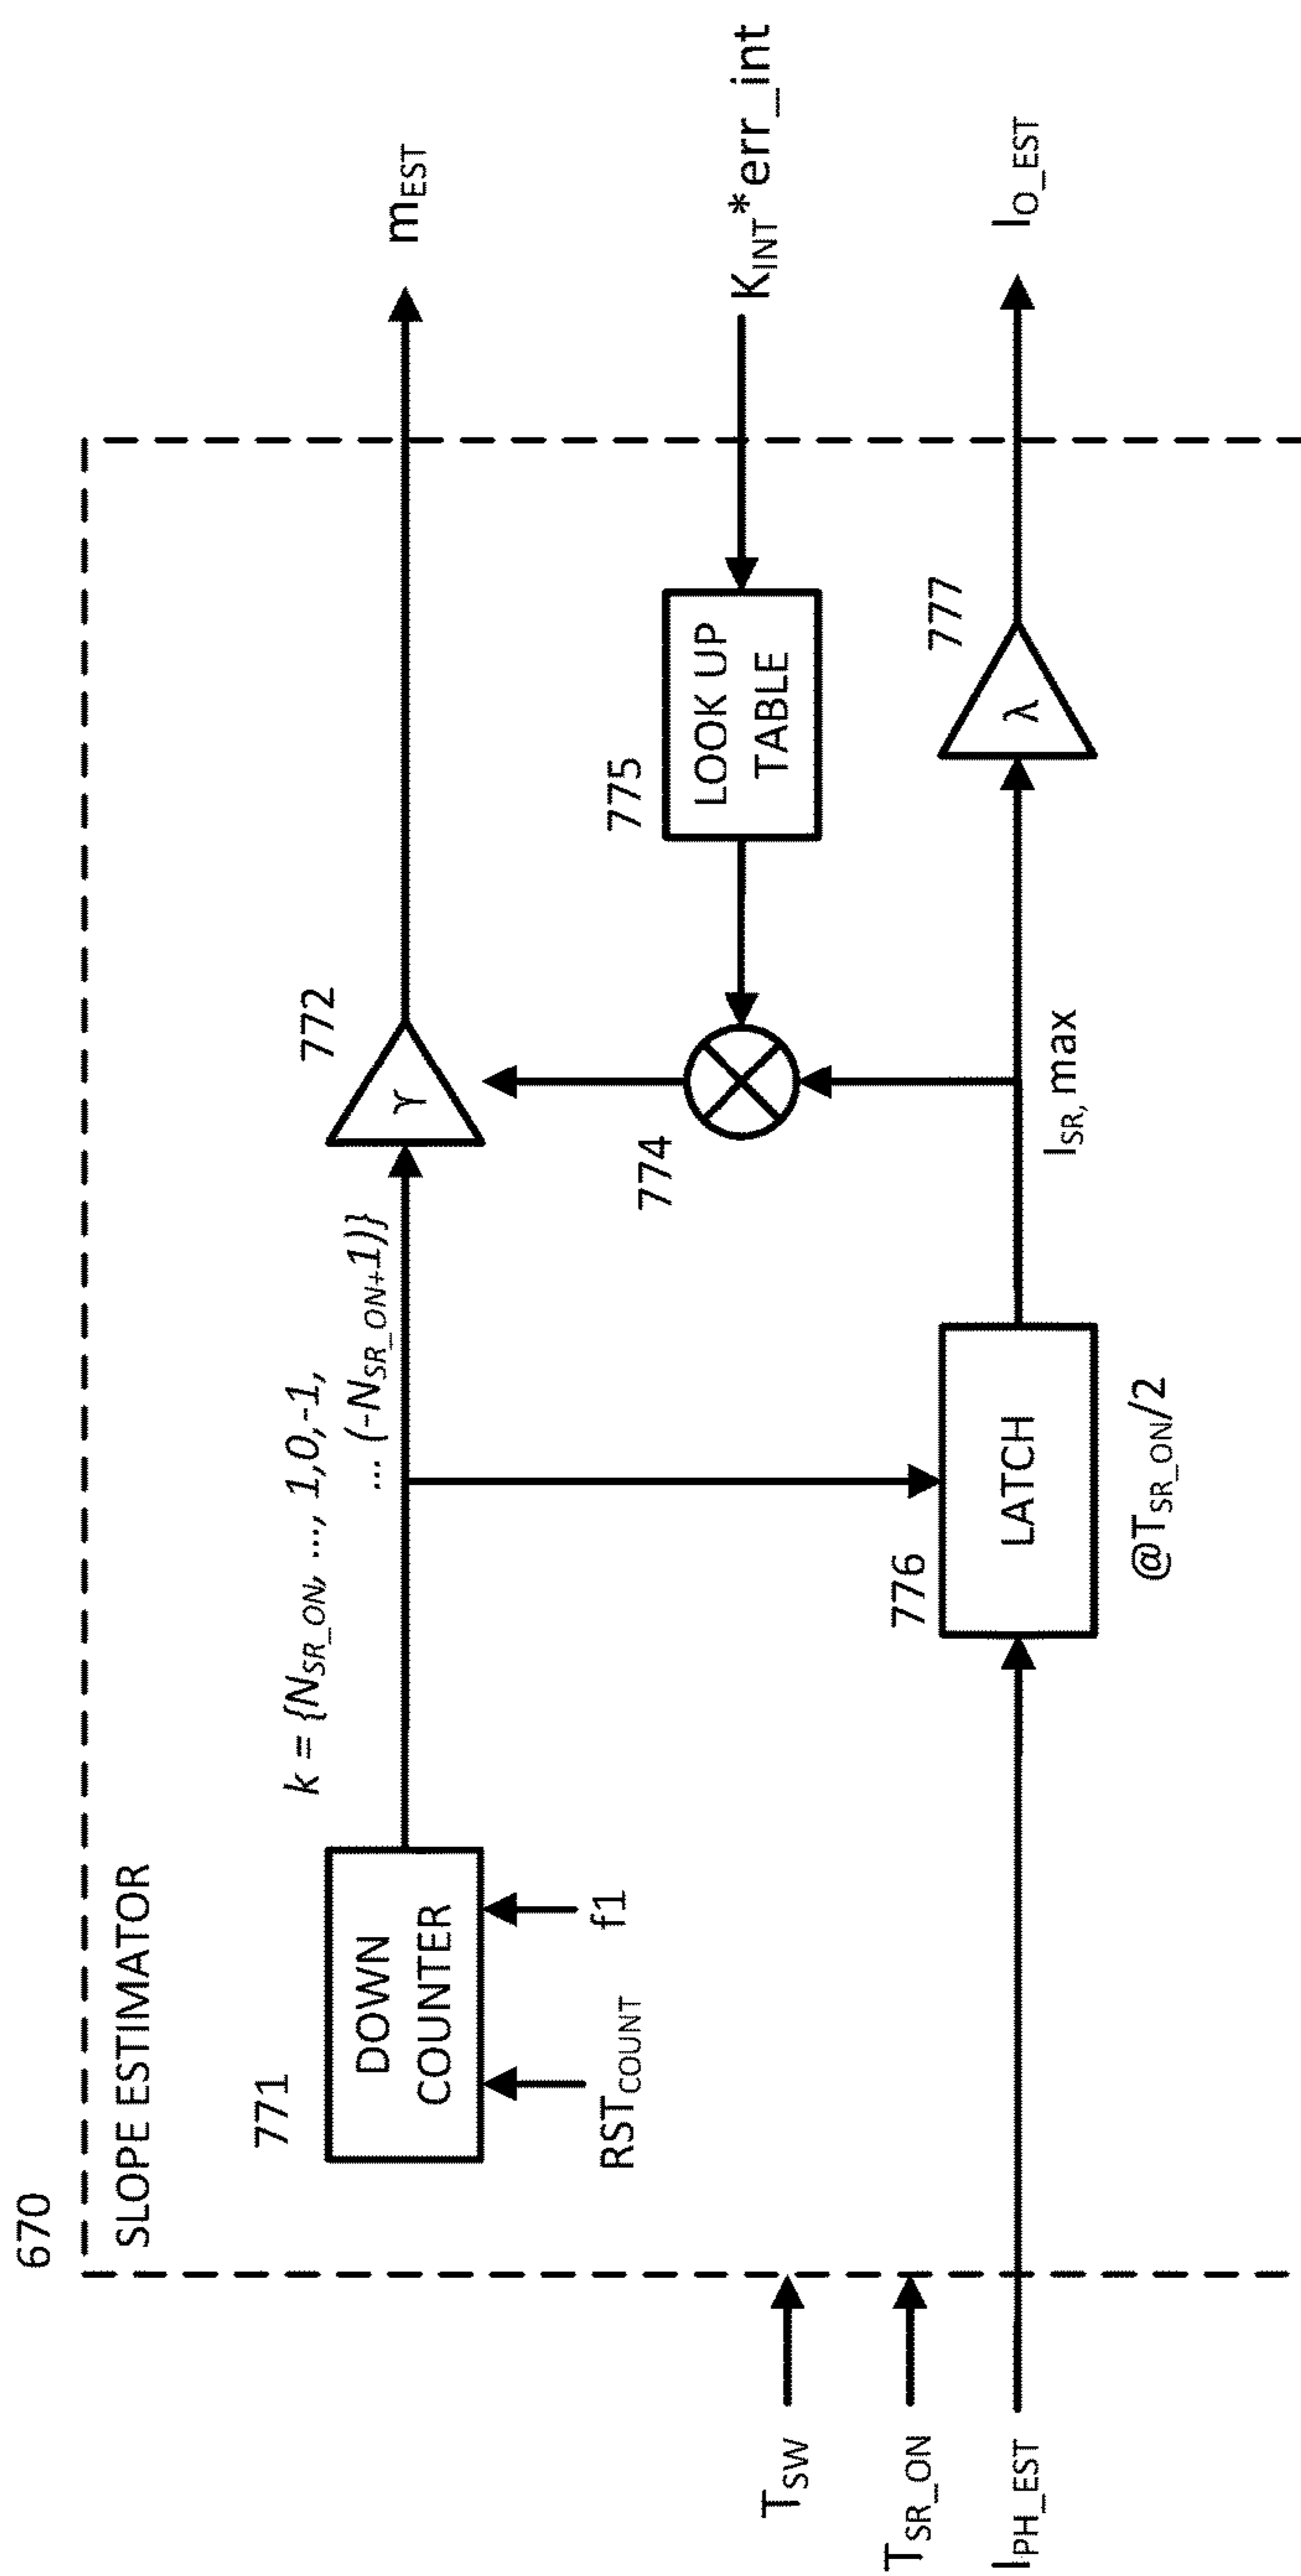 670
SLOPE ESTIMATOR
771
DOWN
COUNTER
RST_COUNT
f1
k = {N_SR_ON, ..., 1,0,-1,
... (-N_SR_ON+1)}
772
γ
m_EST
774
775
LOOK UP
TABLE
K_INT*err_int
T_SW
T_SR_ON
I_PH_EST
776
LATCH
@T_SR_ON/2
I_SR, max
777
λ
I_O_EST